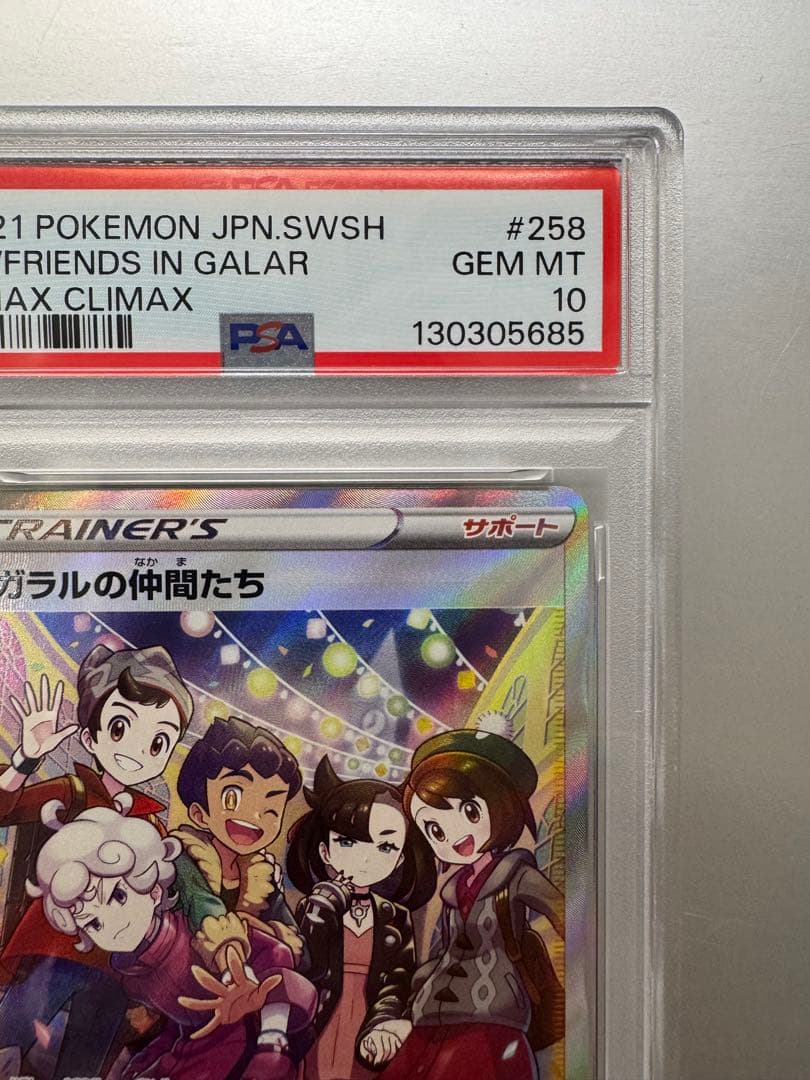 21 POKEMON JPN.SWSH #258
FRIENDS IN GALAR GEM MT
MAX CLIMAX 10
PSA 130305685
TRAINER'S サポート
なかま
ガラルの仲間たち